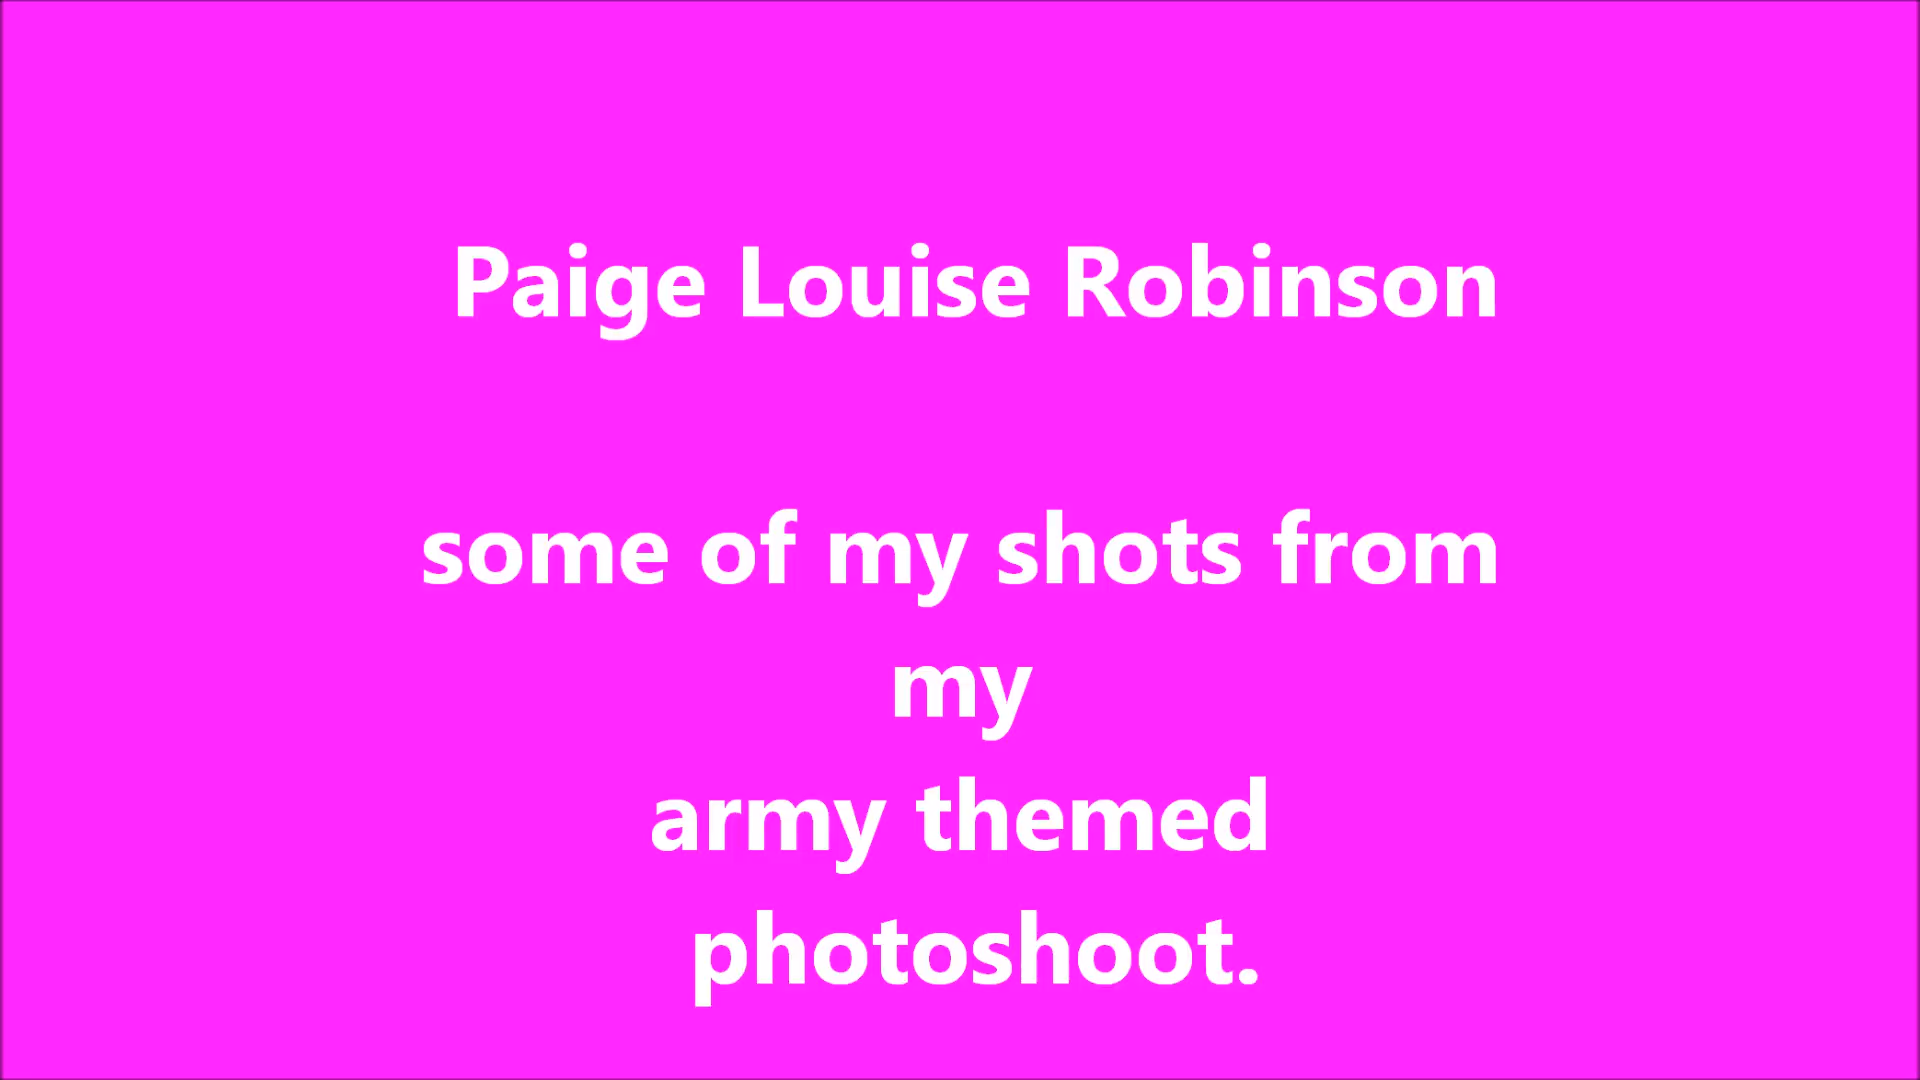 Paige Louise Robinson
some of my shots from
my
army themed
photoshoot.